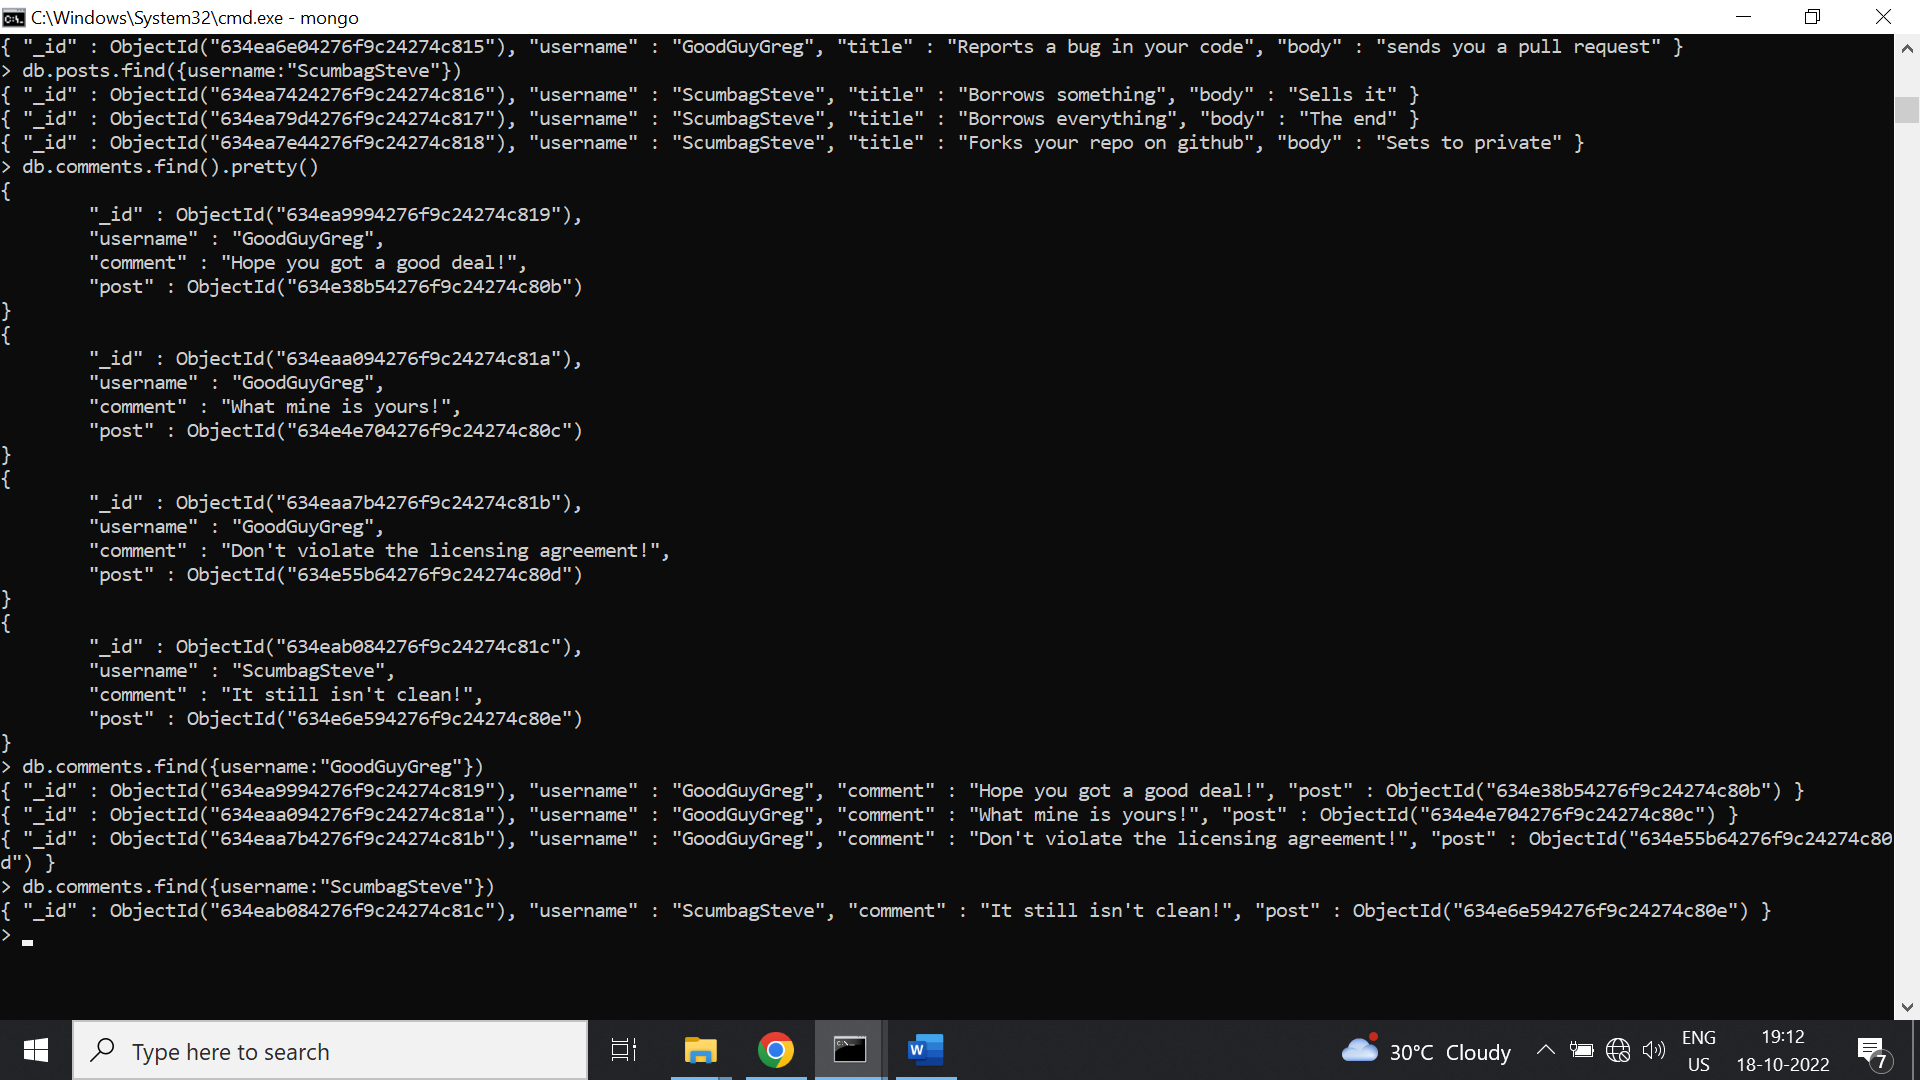 C:\Windows\System32\cmd.exe - mongo
{ "_id" : ObjectId("634ea6e04276f9c24274c815"), "username" : "GoodGuyGreg", "title" : "Reports a bug in your code", "body" : "sends you a pull request" }
> db.posts.find({username:"ScumbagSteve"})
{ "_id" : ObjectId("634ea7424276f9c24274c816"), "username" : "ScumbagSteve", "title" : "Borrows something", "body" : "Sells it" }
{ "_id" : ObjectId("634ea79d4276f9c24274c817"), "username" : "ScumbagSteve", "title" : "Borrows everything", "body" : "The end" }
{ "_id" : ObjectId("634ea7e44276f9c24274c818"), "username" : "ScumbagSteve", "title" : "Forks your repo on github", "body" : "Sets to private" }
> db.comments.find().pretty()
{
        "_id" : ObjectId("634ea9994276f9c24274c819"),
        "username" : "GoodGuyGreg",
        "comment" : "Hope you got a good deal!",
        "post" : ObjectId("634e38b54276f9c24274c80b")
}
{
        "_id" : ObjectId("634eaa094276f9c24274c81a"),
        "username" : "GoodGuyGreg",
        "comment" : "What mine is yours!",
        "post" : ObjectId("634e4e704276f9c24274c80c")
}
{
        "_id" : ObjectId("634eaa7b4276f9c24274c81b"),
        "username" : "GoodGuyGreg",
        "comment" : "Don't violate the licensing agreement!",
        "post" : ObjectId("634e55b64276f9c24274c80d")
}
{
        "_id" : ObjectId("634eab084276f9c24274c81c"),
        "username" : "ScumbagSteve",
        "comment" : "It still isn't clean!",
        "post" : ObjectId("634e6e594276f9c24274c80e")
}
> db.comments.find({username:"GoodGuyGreg"})
{ "_id" : ObjectId("634ea9994276f9c24274c819"), "username" : "GoodGuyGreg", "comment" : "Hope you got a good deal!", "post" : ObjectId("634e38b54276f9c24274c80b") }
{ "_id" : ObjectId("634eaa094276f9c24274c81a"), "username" : "GoodGuyGreg", "comment" : "What mine is yours!", "post" : ObjectId("634e4e704276f9c24274c80c") }
{ "_id" : ObjectId("634eaa7b4276f9c24274c81b"), "username" : "GoodGuyGreg", "comment" : "Don't violate the licensing agreement!", "post" : ObjectId("634e55b64276f9c24274c80
d") }
> db.comments.find({username:"ScumbagSteve"})
{ "_id" : ObjectId("634eab084276f9c24274c81c"), "username" : "ScumbagSteve", "comment" : "It still isn't clean!", "post" : ObjectId("634e6e594276f9c24274c80e") }
>
Type here to search
30°C Cloudy
ENG
US
19:12
18-10-2022
7